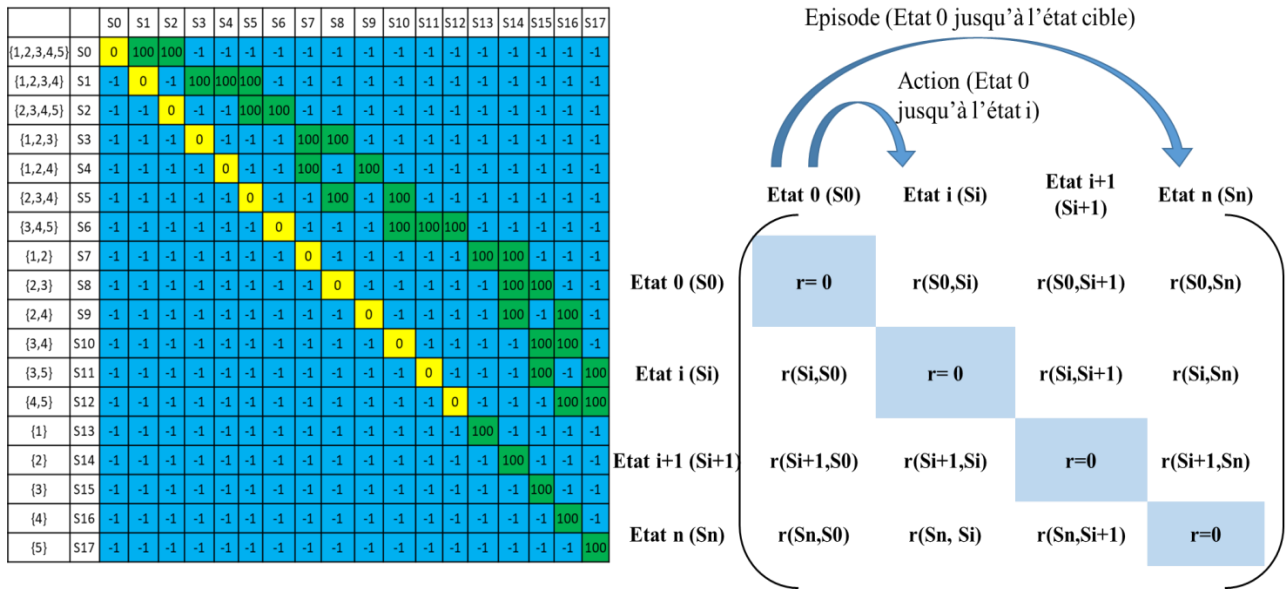 S0 S1 S2 S3 S4 S5 S6 S7 S8 S9 S10 S11 S12 S13 S14 S15 S16 S17
{1,2,3,4,5} S0 0 100 100 -1 -1 -1 -1 -1 -1 -1 -1 -1 -1 -1 -1 -1 -1 -1
{1,2,3,4} S1 -1 0 -1 100 100 100 -1 -1 -1 -1 -1 -1 -1 -1 -1 -1 -1 -1
{2,3,4,5} S2 -1 -1 0 -1 -1 100 100 -1 -1 -1 -1 -1 -1 -1 -1 -1 -1 -1
{1,2,3} S3 -1 -1 -1 0 -1 -1 -1 100 100 -1 -1 -1 -1 -1 -1 -1 -1 -1
{1,2,4} S4 -1 -1 -1 -1 0 -1 -1 100 -1 100 -1 -1 -1 -1 -1 -1 -1 -1
{2,3,4} S5 -1 -1 -1 -1 -1 0 -1 -1 100 -1 100 -1 -1 -1 -1 -1 -1 -1
{3,4,5} S6 -1 -1 -1 -1 -1 -1 0 -1 -1 -1 100 100 100 -1 -1 -1 -1 -1
{1,2} S7 -1 -1 -1 -1 -1 -1 -1 0 -1 -1 -1 -1 -1 100 100 -1 -1 -1
{2,3} S8 -1 -1 -1 -1 -1 -1 -1 -1 0 -1 -1 -1 -1 -1 100 100 -1 -1
{2,4} S9 -1 -1 -1 -1 -1 -1 -1 -1 -1 0 -1 -1 -1 -1 100 -1 100 -1
{3,4} S10 -1 -1 -1 -1 -1 -1 -1 -1 -1 -1 0 -1 -1 -1 -1 100 100 -1
{3,5} S11 -1 -1 -1 -1 -1 -1 -1 -1 -1 -1 -1 0 -1 -1 -1 100 -1 100
{4,5} S12 -1 -1 -1 -1 -1 -1 -1 -1 -1 -1 -1 -1 0 -1 -1 -1 100 100
{1} S13 -1 -1 -1 -1 -1 -1 -1 -1 -1 -1 -1 -1 -1 100 -1 -1 -1 -1
{2} S14 -1 -1 -1 -1 -1 -1 -1 -1 -1 -1 -1 -1 -1 -1 100 -1 -1 -1
{3} S15 -1 -1 -1 -1 -1 -1 -1 -1 -1 -1 -1 -1 -1 -1 -1 100 -1 -1
{4} S16 -1 -1 -1 -1 -1 -1 -1 -1 -1 -1 -1 -1 -1 -1 -1 -1 100 -1
{5} S17 -1 -1 -1 -1 -1 -1 -1 -1 -1 -1 -1 -1 -1 -1 -1 -1 -1 100
Episode (Etat 0 jusqu'à l'état cible)
Action (Etat 0
jusqu'à l'état i)
Etat 0 (S0) Etat i (Si) Etat i+1 (Si+1) Etat n (Sn)
Etat 0 (S0) r= 0 r(S0,Si) r(S0,Si+1) r(S0,Sn)
Etat i (Si) r(Si,S0) r= 0 r(Si,Si+1) r(Si,Sn)
Etat i+1 (Si+1) r(Si+1,S0) r(Si+1,Si) r=0 r(Si+1,Sn)
Etat n (Sn) r(Sn,S0) r(Sn, Si) r(Sn,Si+1) r=0